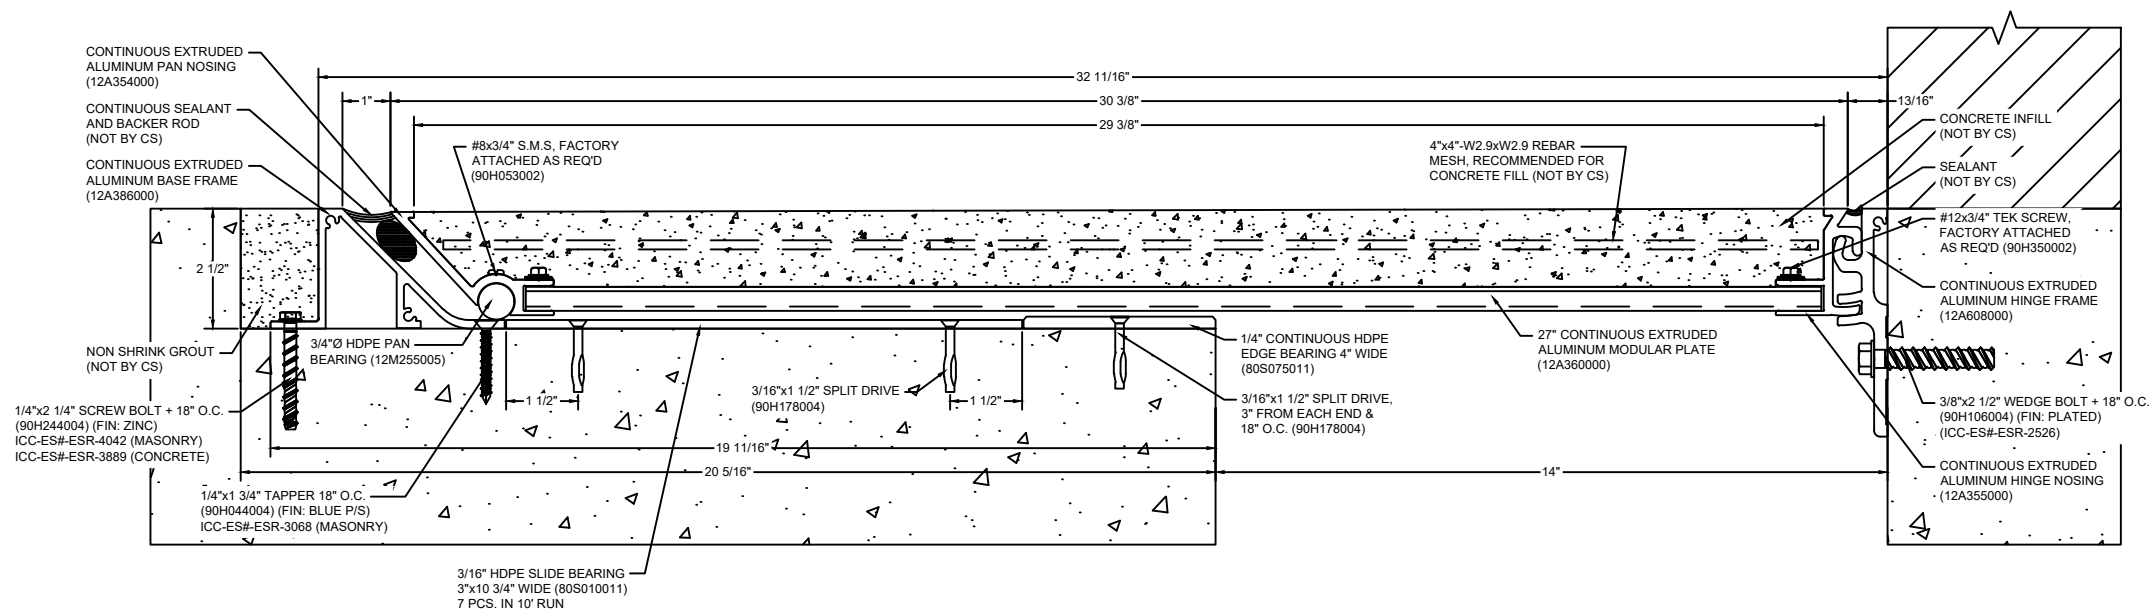 CONTINUOUS EXTRUDED
ALUMINUM PAN NOSING
(12A354000)
CONTINUOUS SEALANT
AND BACKER ROD
(NOT BY CS)
CONTINUOUS EXTRUDED
ALUMINUM BASE FRAME
(12A386000)
32 11/16"
1"
30 3/8"
13/16"
29 3/8"
#8x3/4" S.M.S, FACTORY
ATTACHED AS REQ'D
(90H053002)
4"x4"-W2.9xW2.9 REBAR
MESH, RECOMMENDED FOR
CONCRETE FILL (NOT BY CS)
CONCRETE INFILL
(NOT BY CS)
SEALANT
(NOT BY CS)
#12x3/4" TEK SCREW,
FACTORY ATTACHED
AS REQ'D (90H350002)
CONTINUOUS EXTRUDED
ALUMINUM HINGE FRAME
(12A608000)
2 1/2"
NON SHRINK GROUT
(NOT BY CS)
3/4"Ø HDPE PAN
BEARING (12M255005)
1/4" CONTINUOUS HDPE
EDGE BEARING 4" WIDE
(80S075011)
27" CONTINUOUS EXTRUDED
ALUMINUM MODULAR PLATE
(12A360000)
1/4"x2 1/4" SCREW BOLT + 18" O.C.
(90H244004) (FIN: ZINC)
ICC-ES#-ESR-4042 (MASONRY)
ICC-ES#-ESR-3889 (CONCRETE)
1 1/2"
3/16"x1 1/2" SPLIT DRIVE
(90H178004)
1 1/2"
3/16"x1 1/2" SPLIT DRIVE,
3" FROM EACH END &
18" O.C. (90H178004)
3/8"x2 1/2" WEDGE BOLT + 18" O.C.
(90H106004) (FIN: PLATED)
(ICC-ES#-ESR-2526)
19 11/16"
20 5/16"
14"
CONTINUOUS EXTRUDED
ALUMINUM HINGE NOSING
(12A355000)
1/4"x1 3/4" TAPPER 18" O.C.
(90H044004) (FIN: BLUE P/S)
ICC-ES#-ESR-3068 (MASONRY)
3/16" HDPE SLIDE BEARING
3"x10 3/4" WIDE (80S010011)
7 PCS. IN 10' RUN